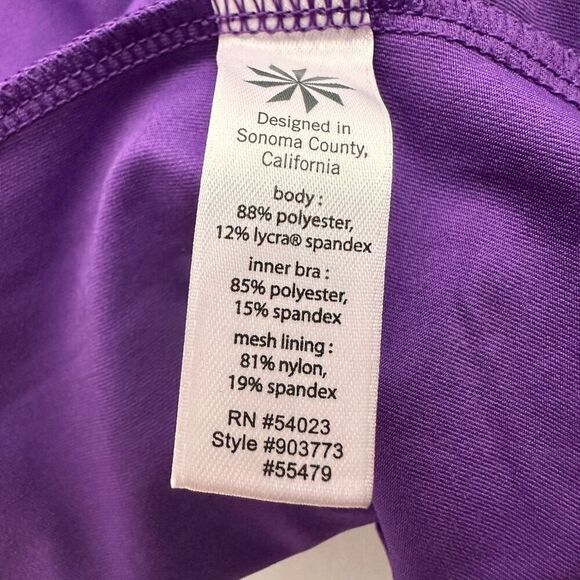 Designed in
Sonoma County,
California
body :
88% polyester,
12% lycra® spandex
inner bra :
85% polyester,
15% spandex
mesh lining :
81% nylon,
19% spandex
RN #54023
Style #903773
#55479